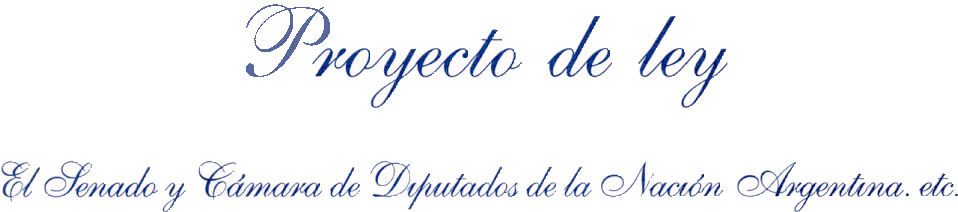 Proyecto de ley
El Senado y Cámara de Diputados de la Nación Argentina. etc.